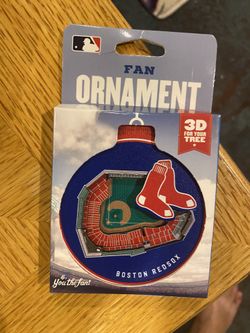 FAN
ORNAMENT
3D
FOR YOUR
TREE
BOSTON REDSOX
You the fan!